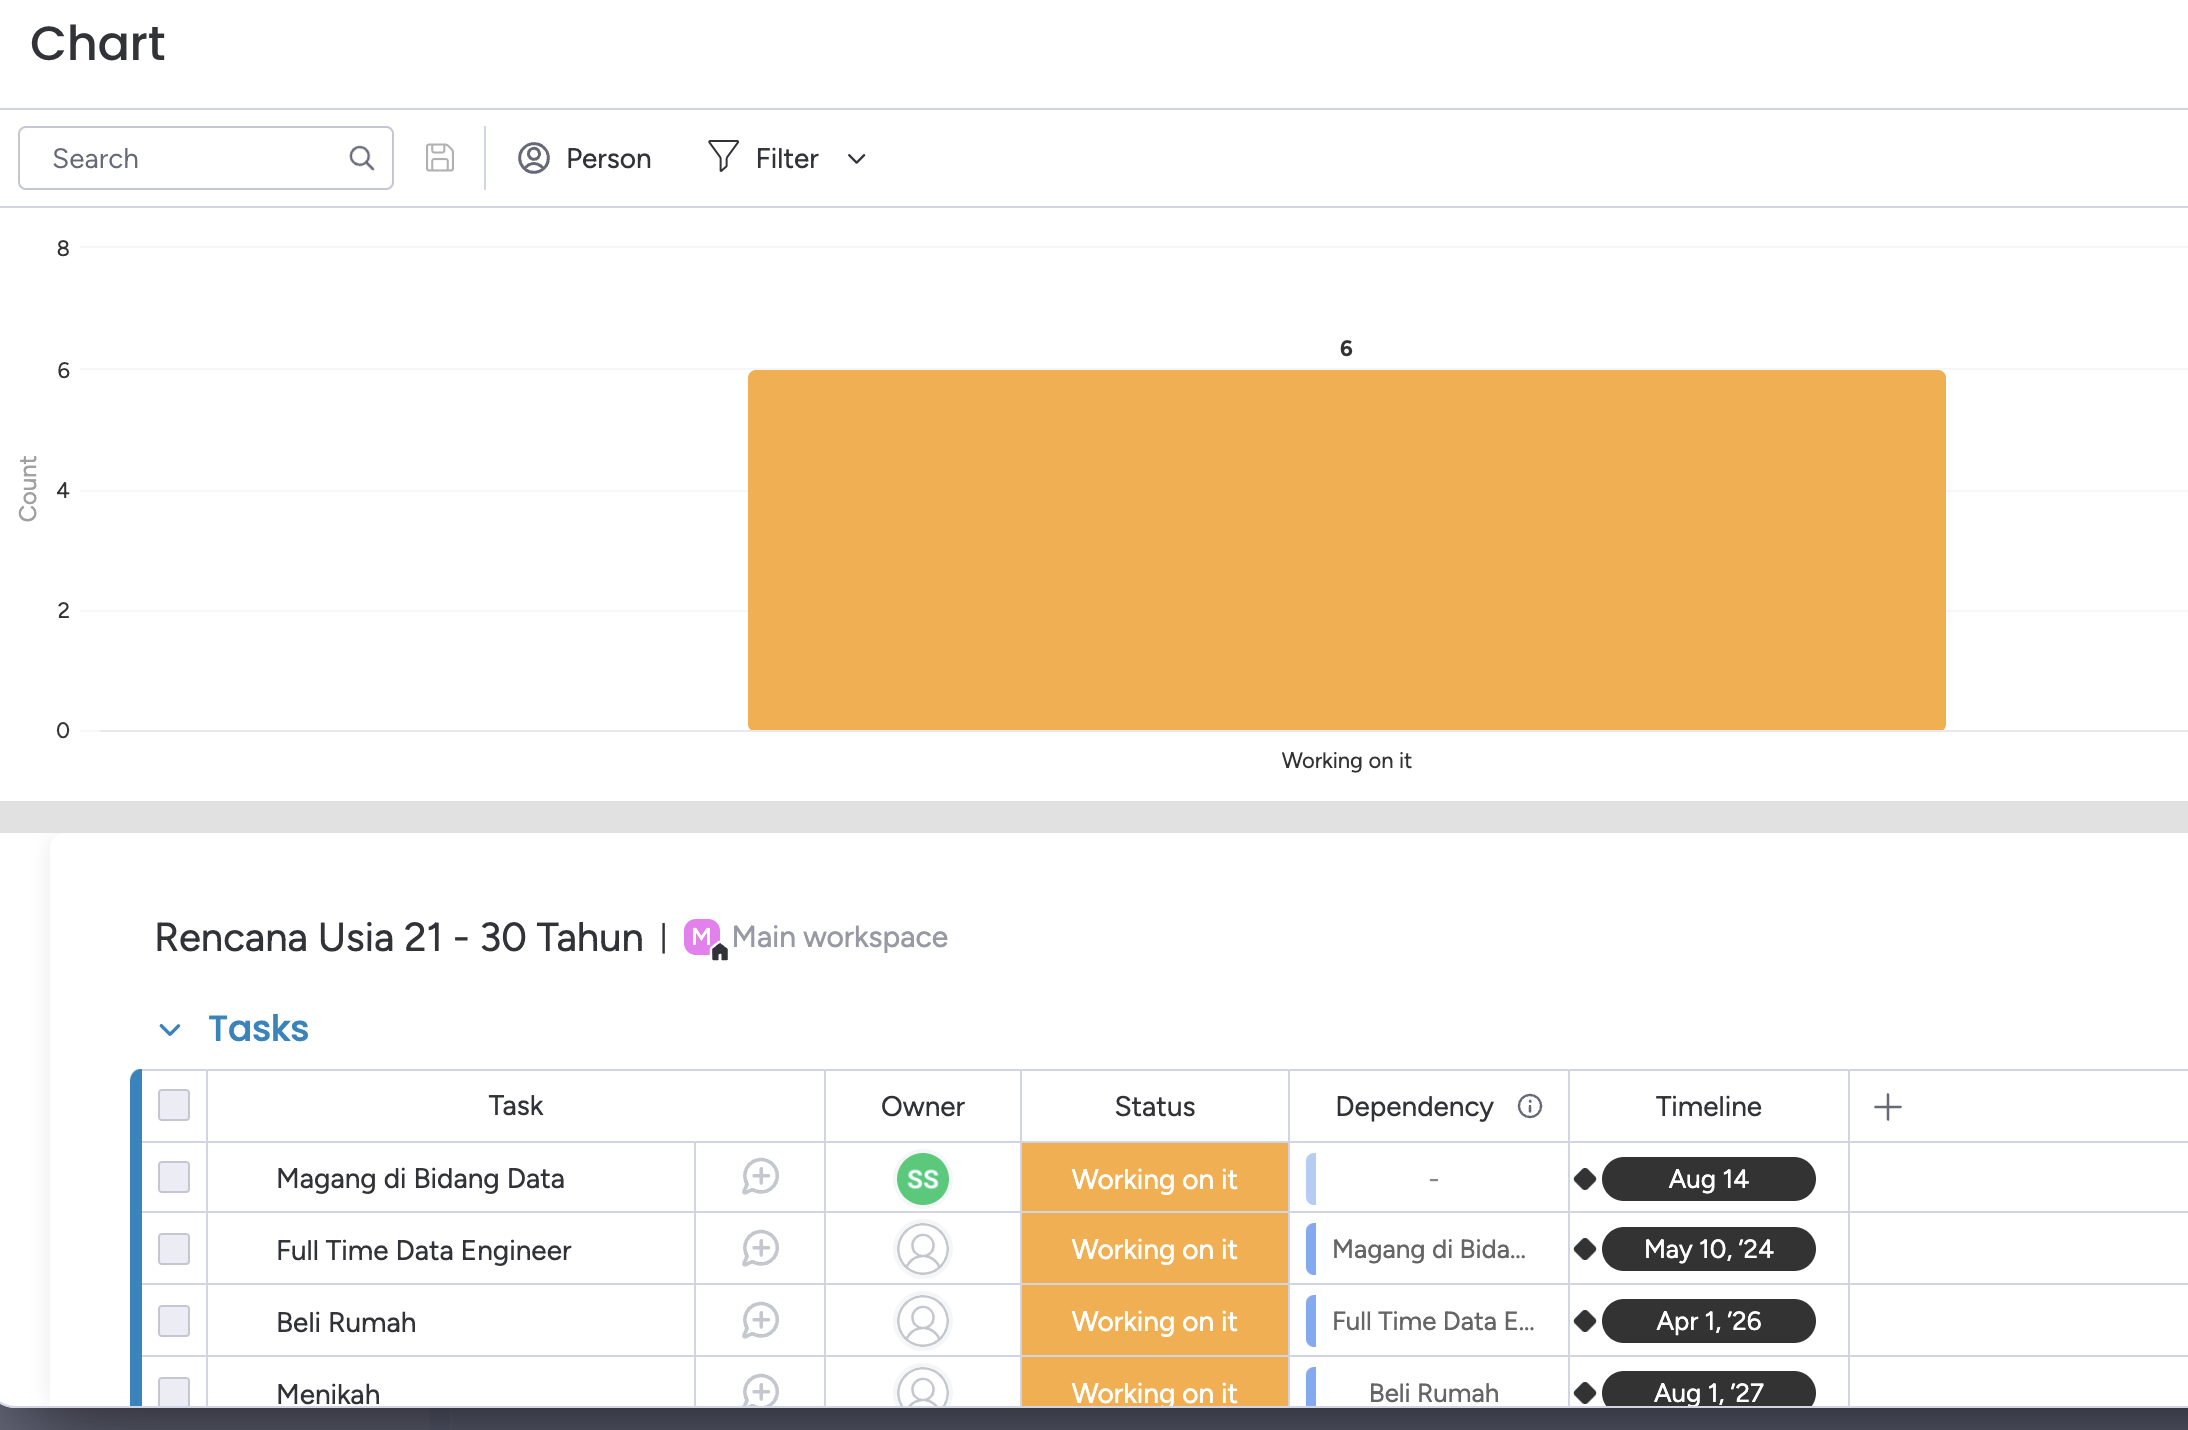 Chart
Search
Person
Filter
8
6
6
Count
4
2
0
Working on it
Rencana Usia 21 - 30 Tahun | M Main workspace
Tasks
Task Owner Status Dependency Timeline
Magang di Bidang Data SS Working on it - Aug 14
Full Time Data Engineer Working on it Magang di Bida... May 10, '24
Beli Rumah Working on it Full Time Data E... Apr 1, '26
Menikah Working on it Beli Rumah Aug 1, '27